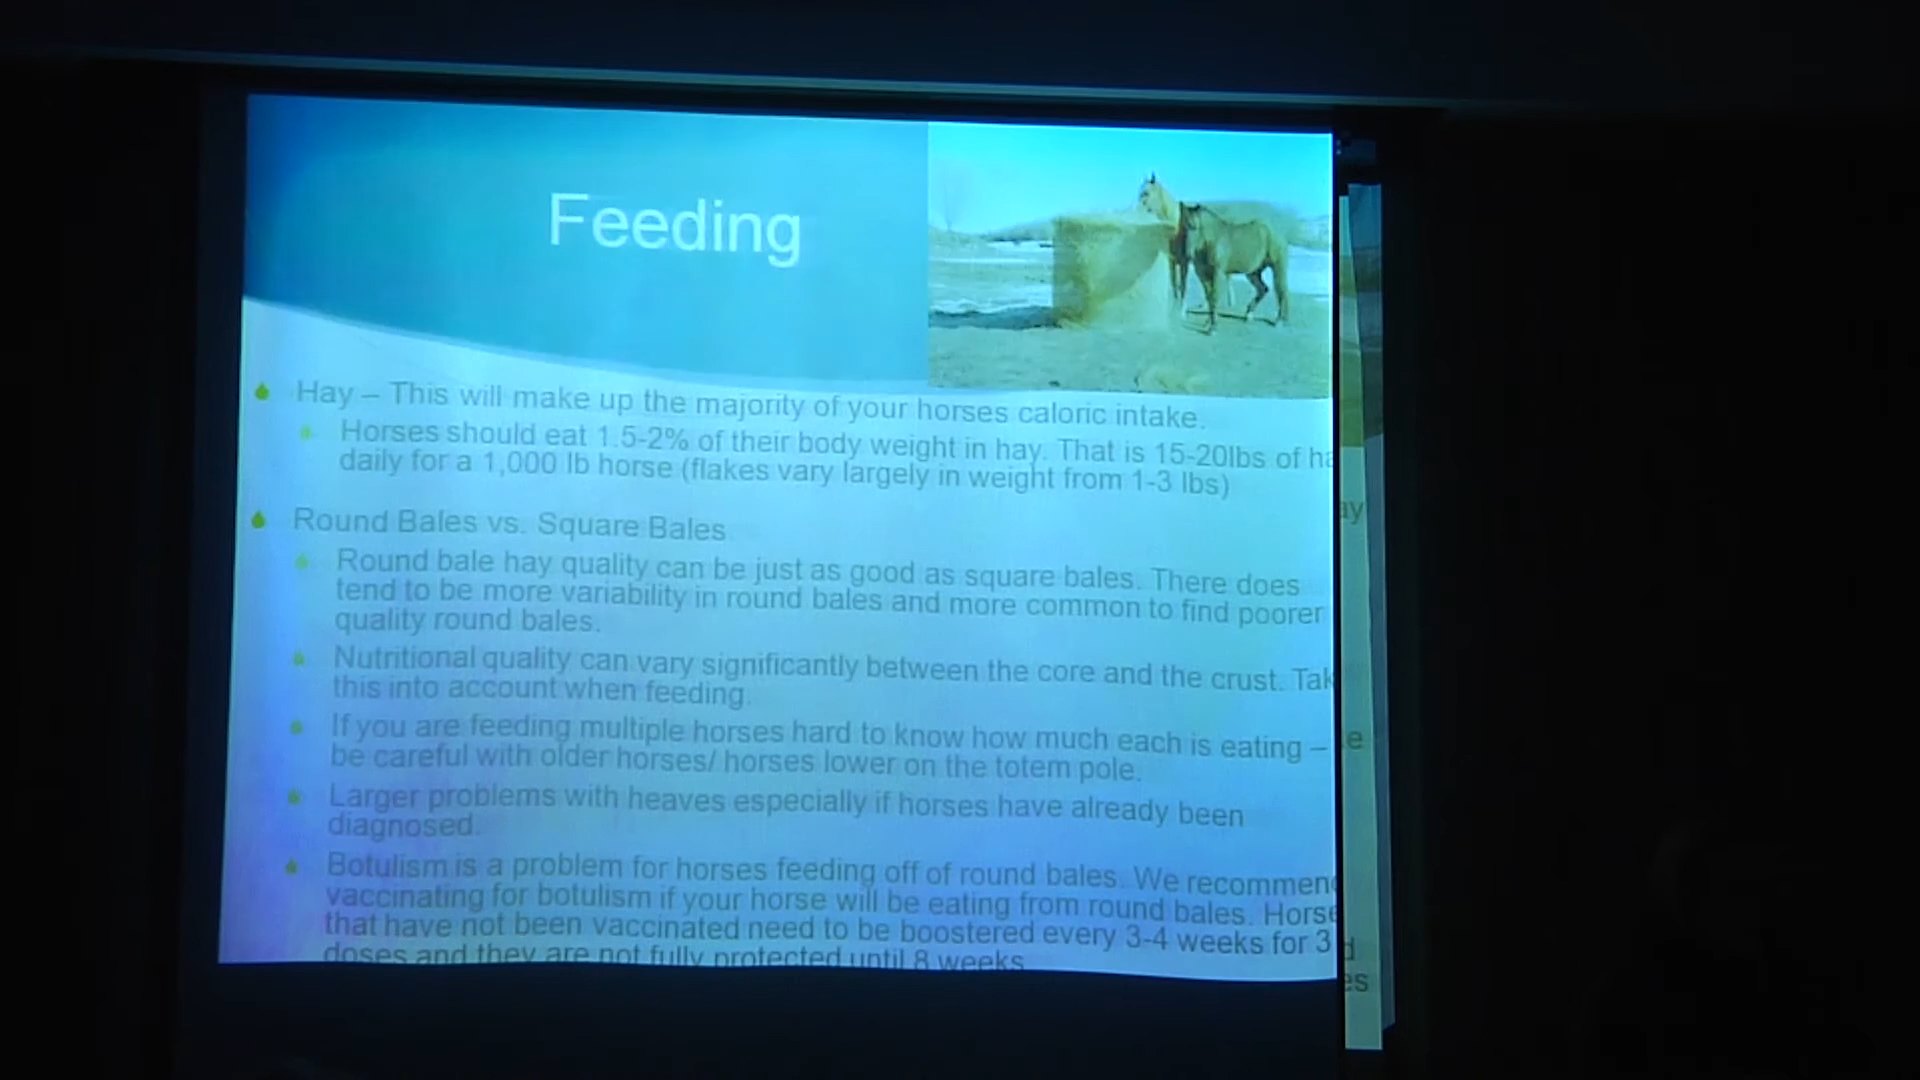 Feeding
Hay – This will make up the majority of your horses caloric intake.
Horses should eat 1.5-2% of their body weight in hay. That is 15-20lbs of ha
daily for a 1,000 lb horse (flakes vary largely in weight from 1-3 lbs)
Round Bales vs. Square Bales
Round bale hay quality can be just as good as square bales. There does
tend to be more variability in round bales and more common to find poorer
quality round bales.
Nutritional quality can vary significantly between the core and the crust. Tak
this into account when feeding.
If you are feeding multiple horses hard to know how much each is eating –
be careful with older horses/ horses lower on the totem pole.
Larger problems with heaves especially if horses have already been
diagnosed.
Botulism is a problem for horses feeding off of round bales. We recommend
vaccinating for botulism if your horse will be eating from round bales. Horse
that have not been vaccinated need to be boostered every 3-4 weeks for 3
doses and they are not fully protected until 8 weeks
ay
e
d
es